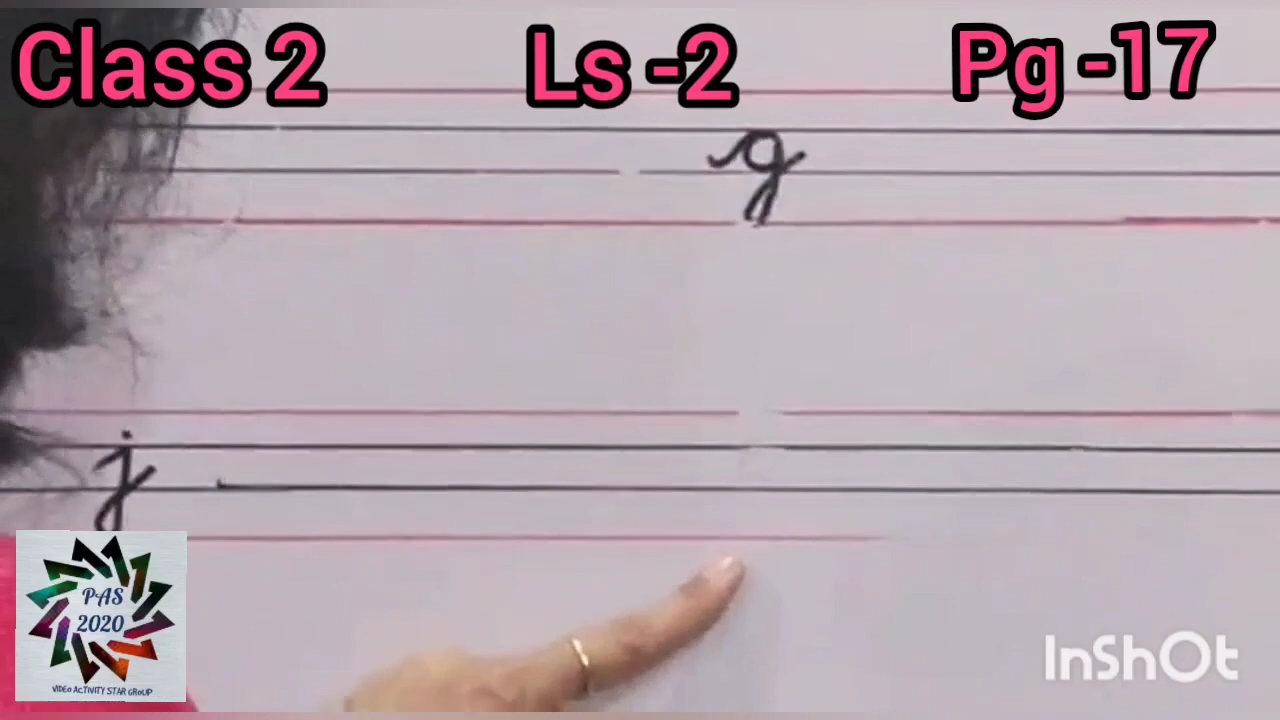 Class 2 Ls -2 Pg -17
g
j
PAS
2020
VIDEO ACTIVITY STAR GROUP
InShOt